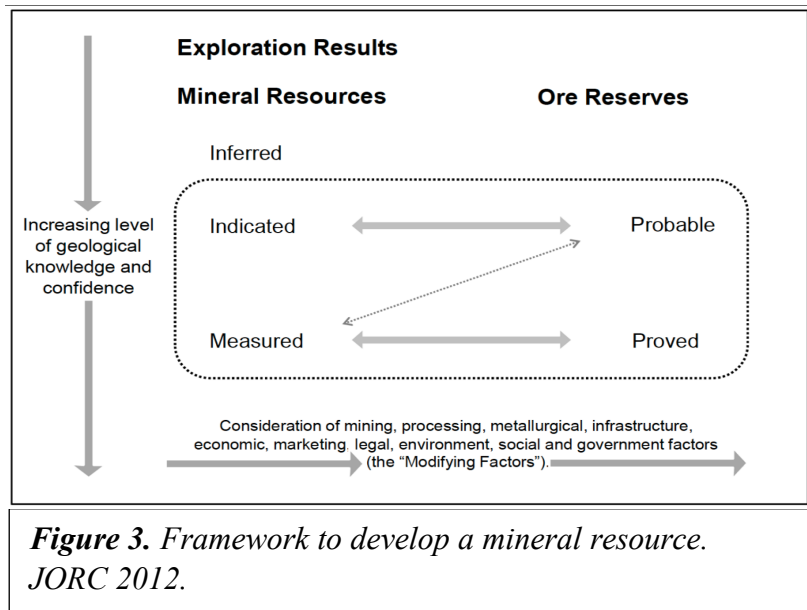 Exploration Results
Mineral Resources
Ore Reserves
Inferred
Increasing level
of geological
knowledge and
confidence
Indicated
Probable
Measured
Proved
Consideration of mining, processing, metallurgical, infrastructure,
economic, marketing, legal, environment, social and government factors
(the “Modifying Factors”).
Figure 3. Framework to develop a mineral resource.
JORC 2012.